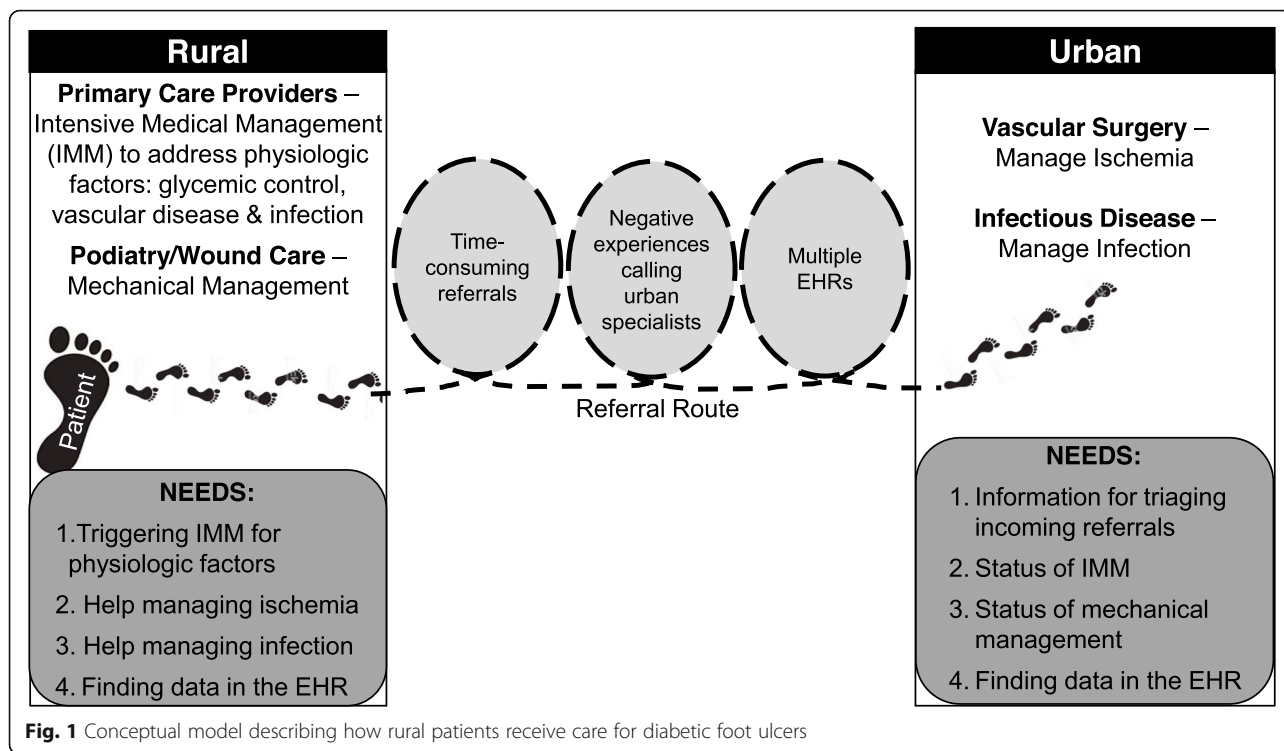 Rural
Primary Care Providers –
Intensive Medical Management
(IMM) to address physiologic
factors: glycemic control,
vascular disease & infection
Podiatry/Wound Care –
Mechanical Management
Patient
NEEDS:
1.Triggering IMM for
physiologic factors
2. Help managing ischemia
3. Help managing infection
4. Finding data in the EHR
Time-
consuming
referrals
Negative
experiences
calling
urban
specialists
Multiple
EHRs
Referral Route
Urban
Vascular Surgery –
Manage Ischemia
Infectious Disease –
Manage Infection
NEEDS:
1. Information for triaging
incoming referrals
2. Status of IMM
3. Status of mechanical
management
4. Finding data in the EHR
Fig. 1 Conceptual model describing how rural patients receive care for diabetic foot ulcers